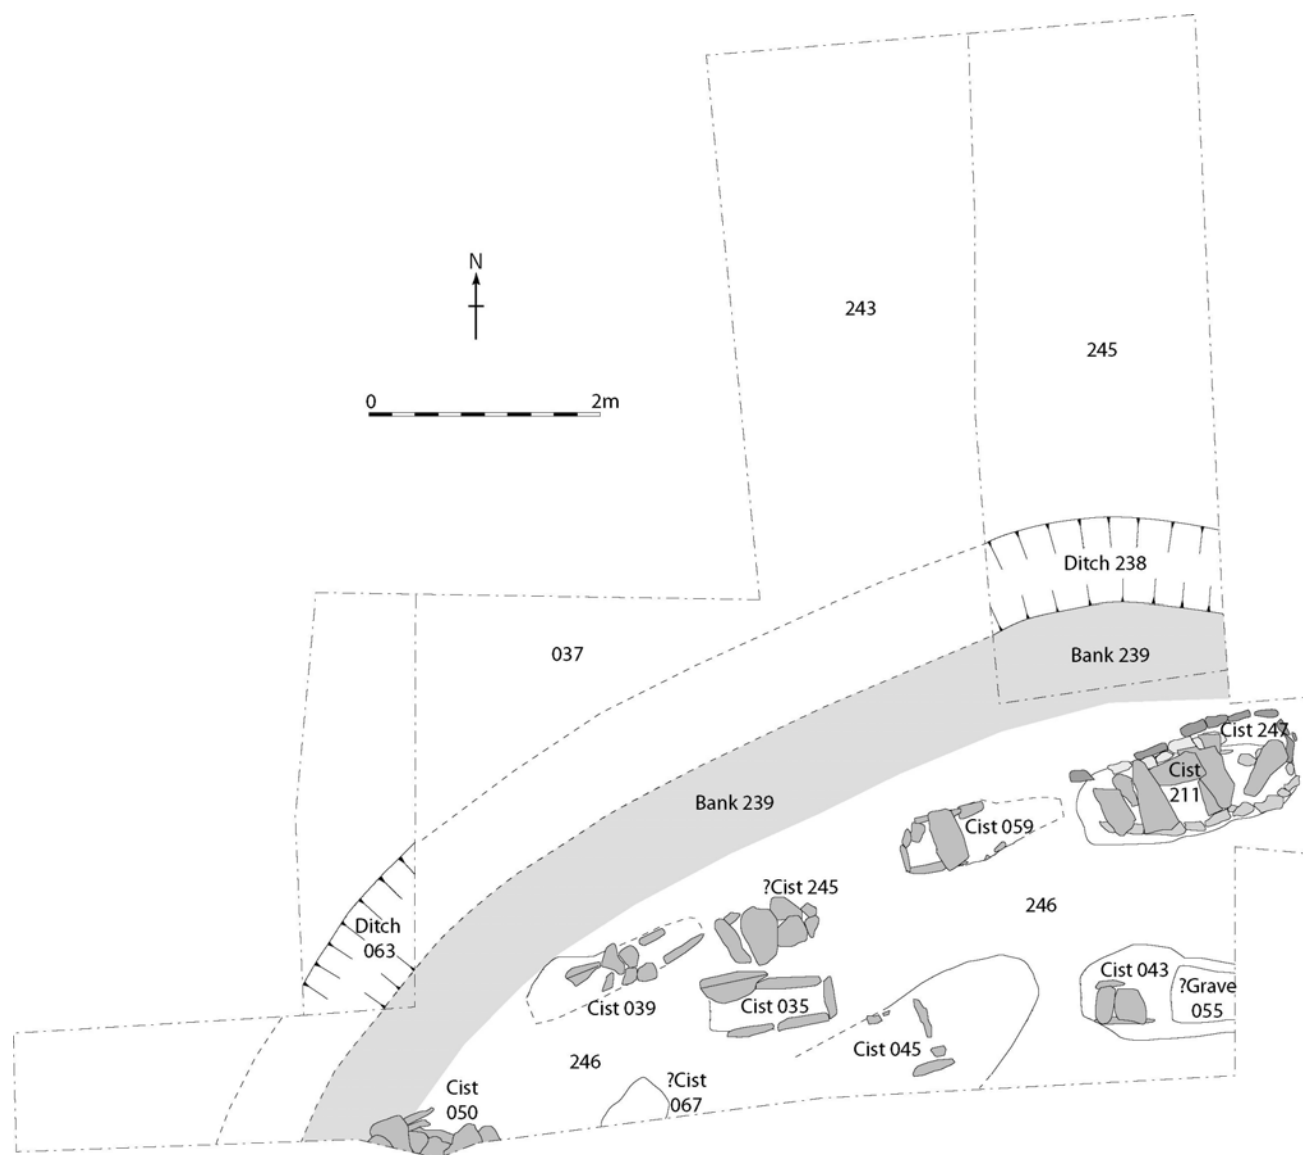 N
0 2m
243
245
Ditch 238
037
Bank 239
Cist 247
Cist
211
Bank 239
Cist 059
?Cist 245
246
Ditch
063
Cist 043
?Grave
055
Cist 039
Cist 035
Cist 045
246
?Cist
067
Cist
050